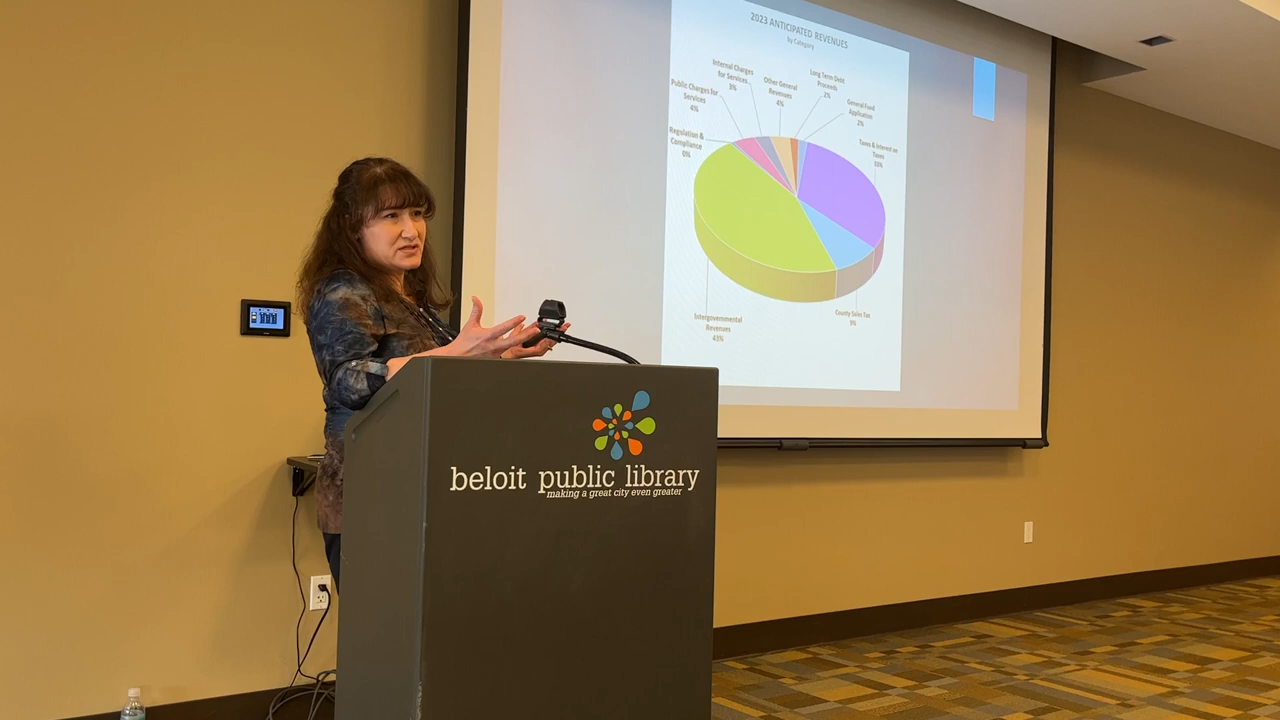 2023 ANTICIPATED REVENUES
by Category
Internal Charges
for Services
3%
Other General
Revenues
4%
Long Term Debt
Proceeds
2%
Public Charges for
Services
4%
General Fund
Application
2%
Regulation &
Compliance
0%
Taxes & Interest on
Taxes
33%
Intergovernmental
Revenues
43%
County Sales Tax
9%
beloit public library
making a great city even greater